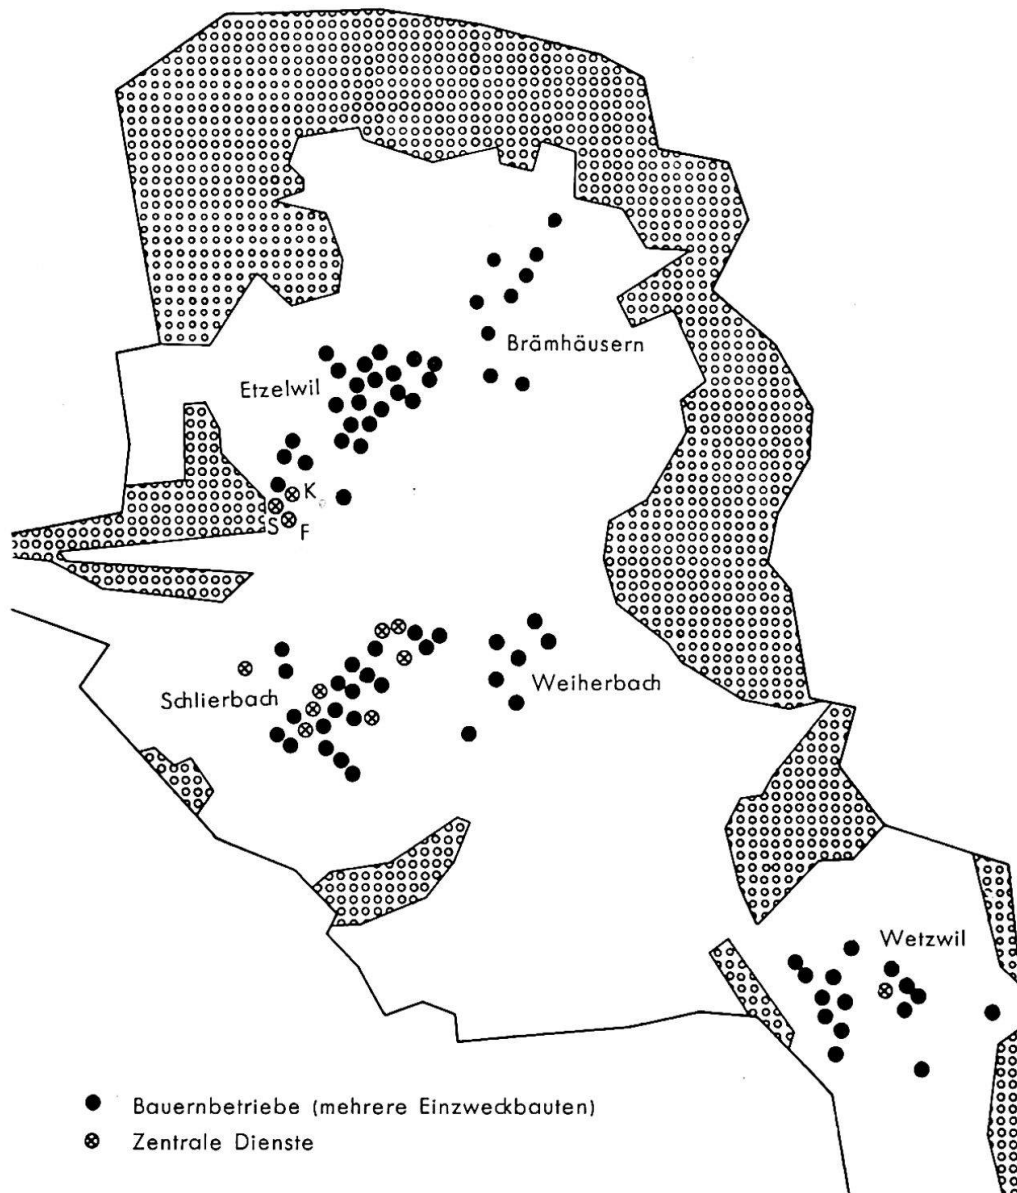 Brämhäusern
Etzelwil
K
S
F
Weiherbach
Schlierbach
Wetzwil
Bauernbetriebe (mehrere Einzweckbauten)
Zentrale Dienste